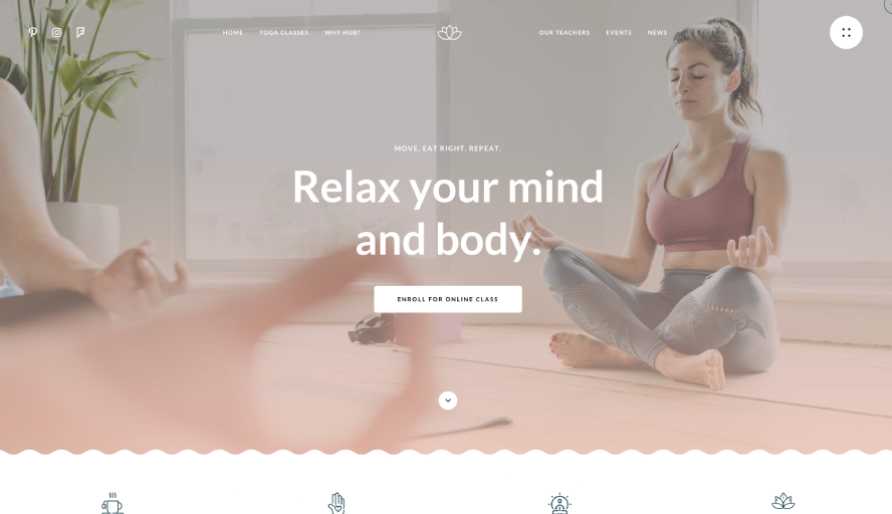 HOME YOGA CLASSES WHY HUB? OUR TEACHERS EVENTS NEWS
MOVE. EAT RIGHT. REPEAT.
Relax your mind
and body.
ENROLL FOR ONLINE CLASS